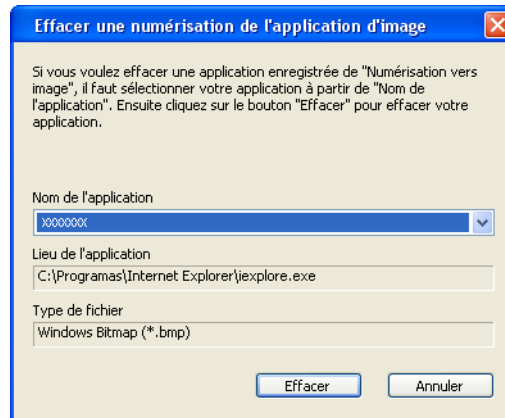 Effacer une numérisation de l'application d'image
Si vous voulez effacer une application enregistrée de "Numérisation vers
image", il faut sélectionner votre application à partir de "Nom de
l'application". Ensuite cliquez sur le bouton "Effacer" pour effacer votre
application.
Nom de l'application
xxxxxxx
Lieu de l'application
C:\Programas\Internet Explorer\iexplore.exe
Type de fichier
Windows Bitmap (*.bmp)
Effacer Annuler